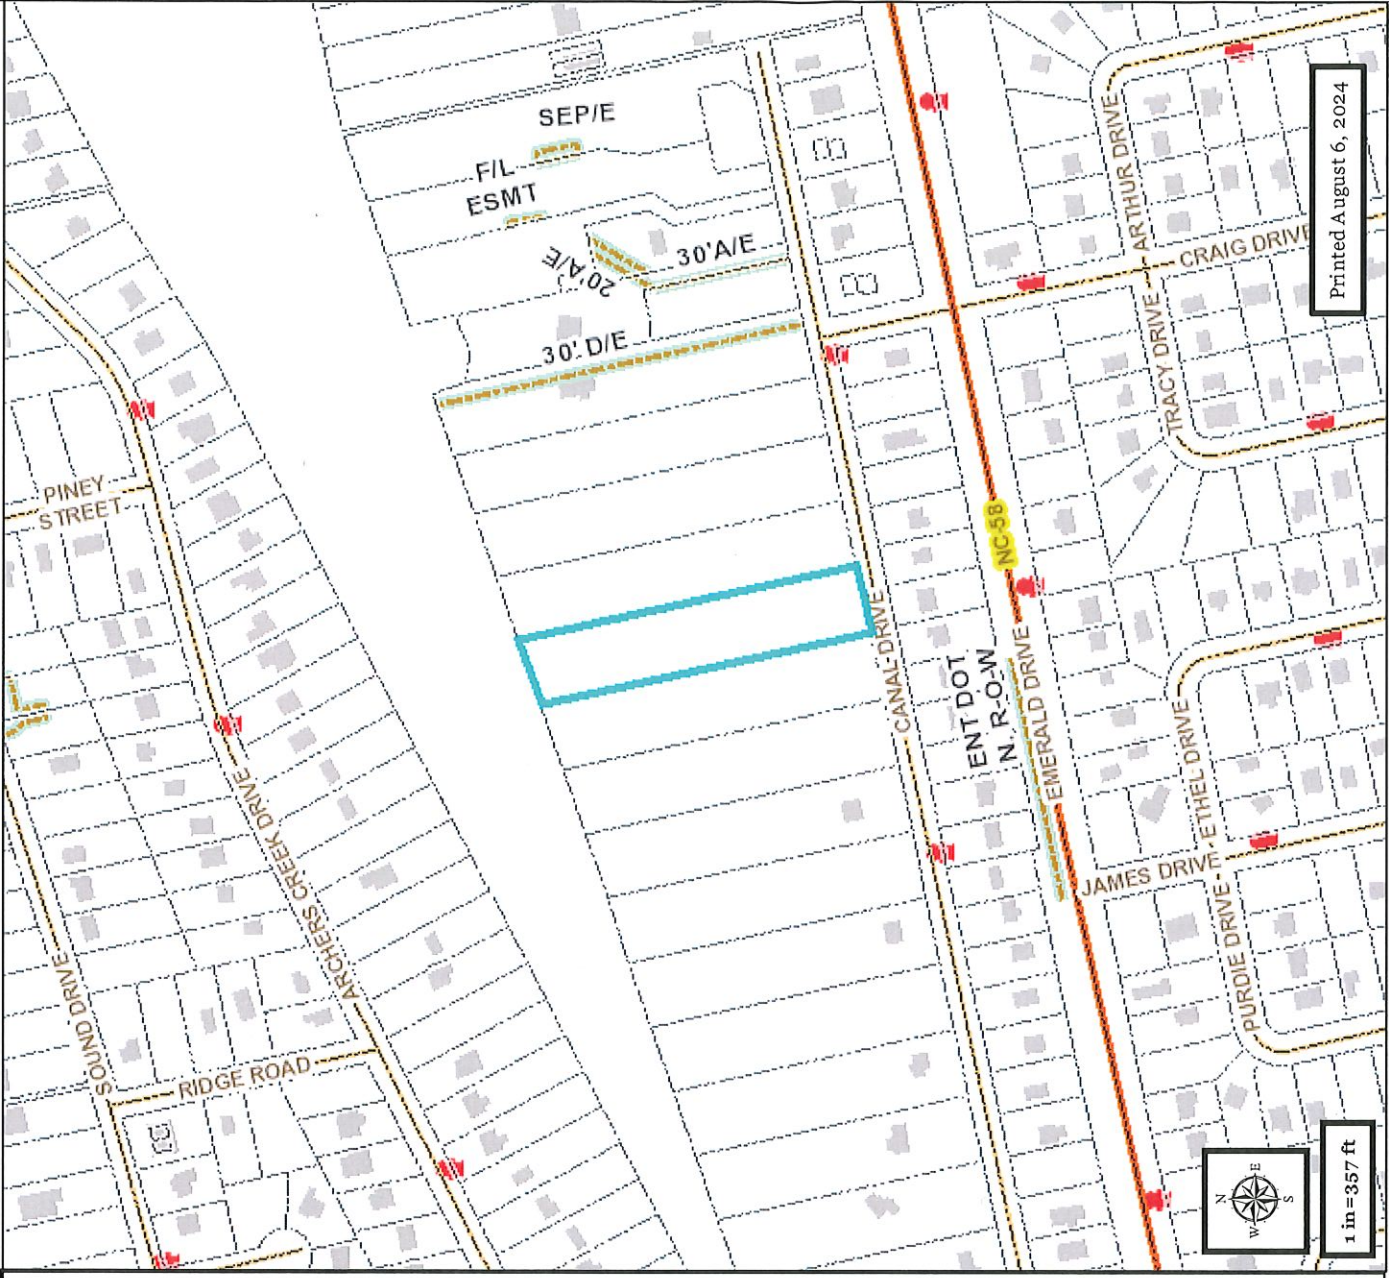 SEP/E
F/L
ESMT
20'A/E
30'A/E
30' D/E
ARTHUR DRIVE
CRAIG DRIVE
Printed August 6, 2024
TRACY DRIVE
PINEY
STREET
NC-58
CANAL DRIVE
ENT DOT
N R-O-W
EMERALD DRIVE
ETHEL DRIVE
JAMES DRIVE
ARCHERS CREEK DRIVE
SOUND DRIVE
RIDGE ROAD
PURDIE DRIVE
N
W
E
S
1 in=357 ft